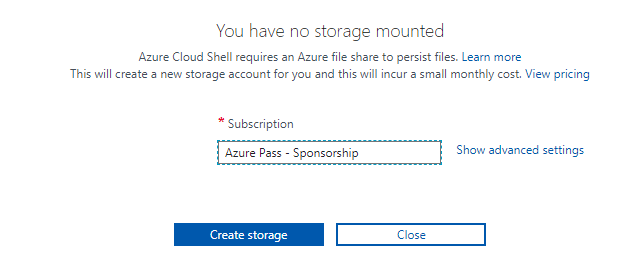 You have no storage mounted
Azure Cloud Shell requires an Azure file share to persist files. Learn more
This will create a new storage account for you and this will incur a small monthly cost. View pricing
* Subscription
Azure Pass - Sponsorship
Show advanced settings
Create storage
Close